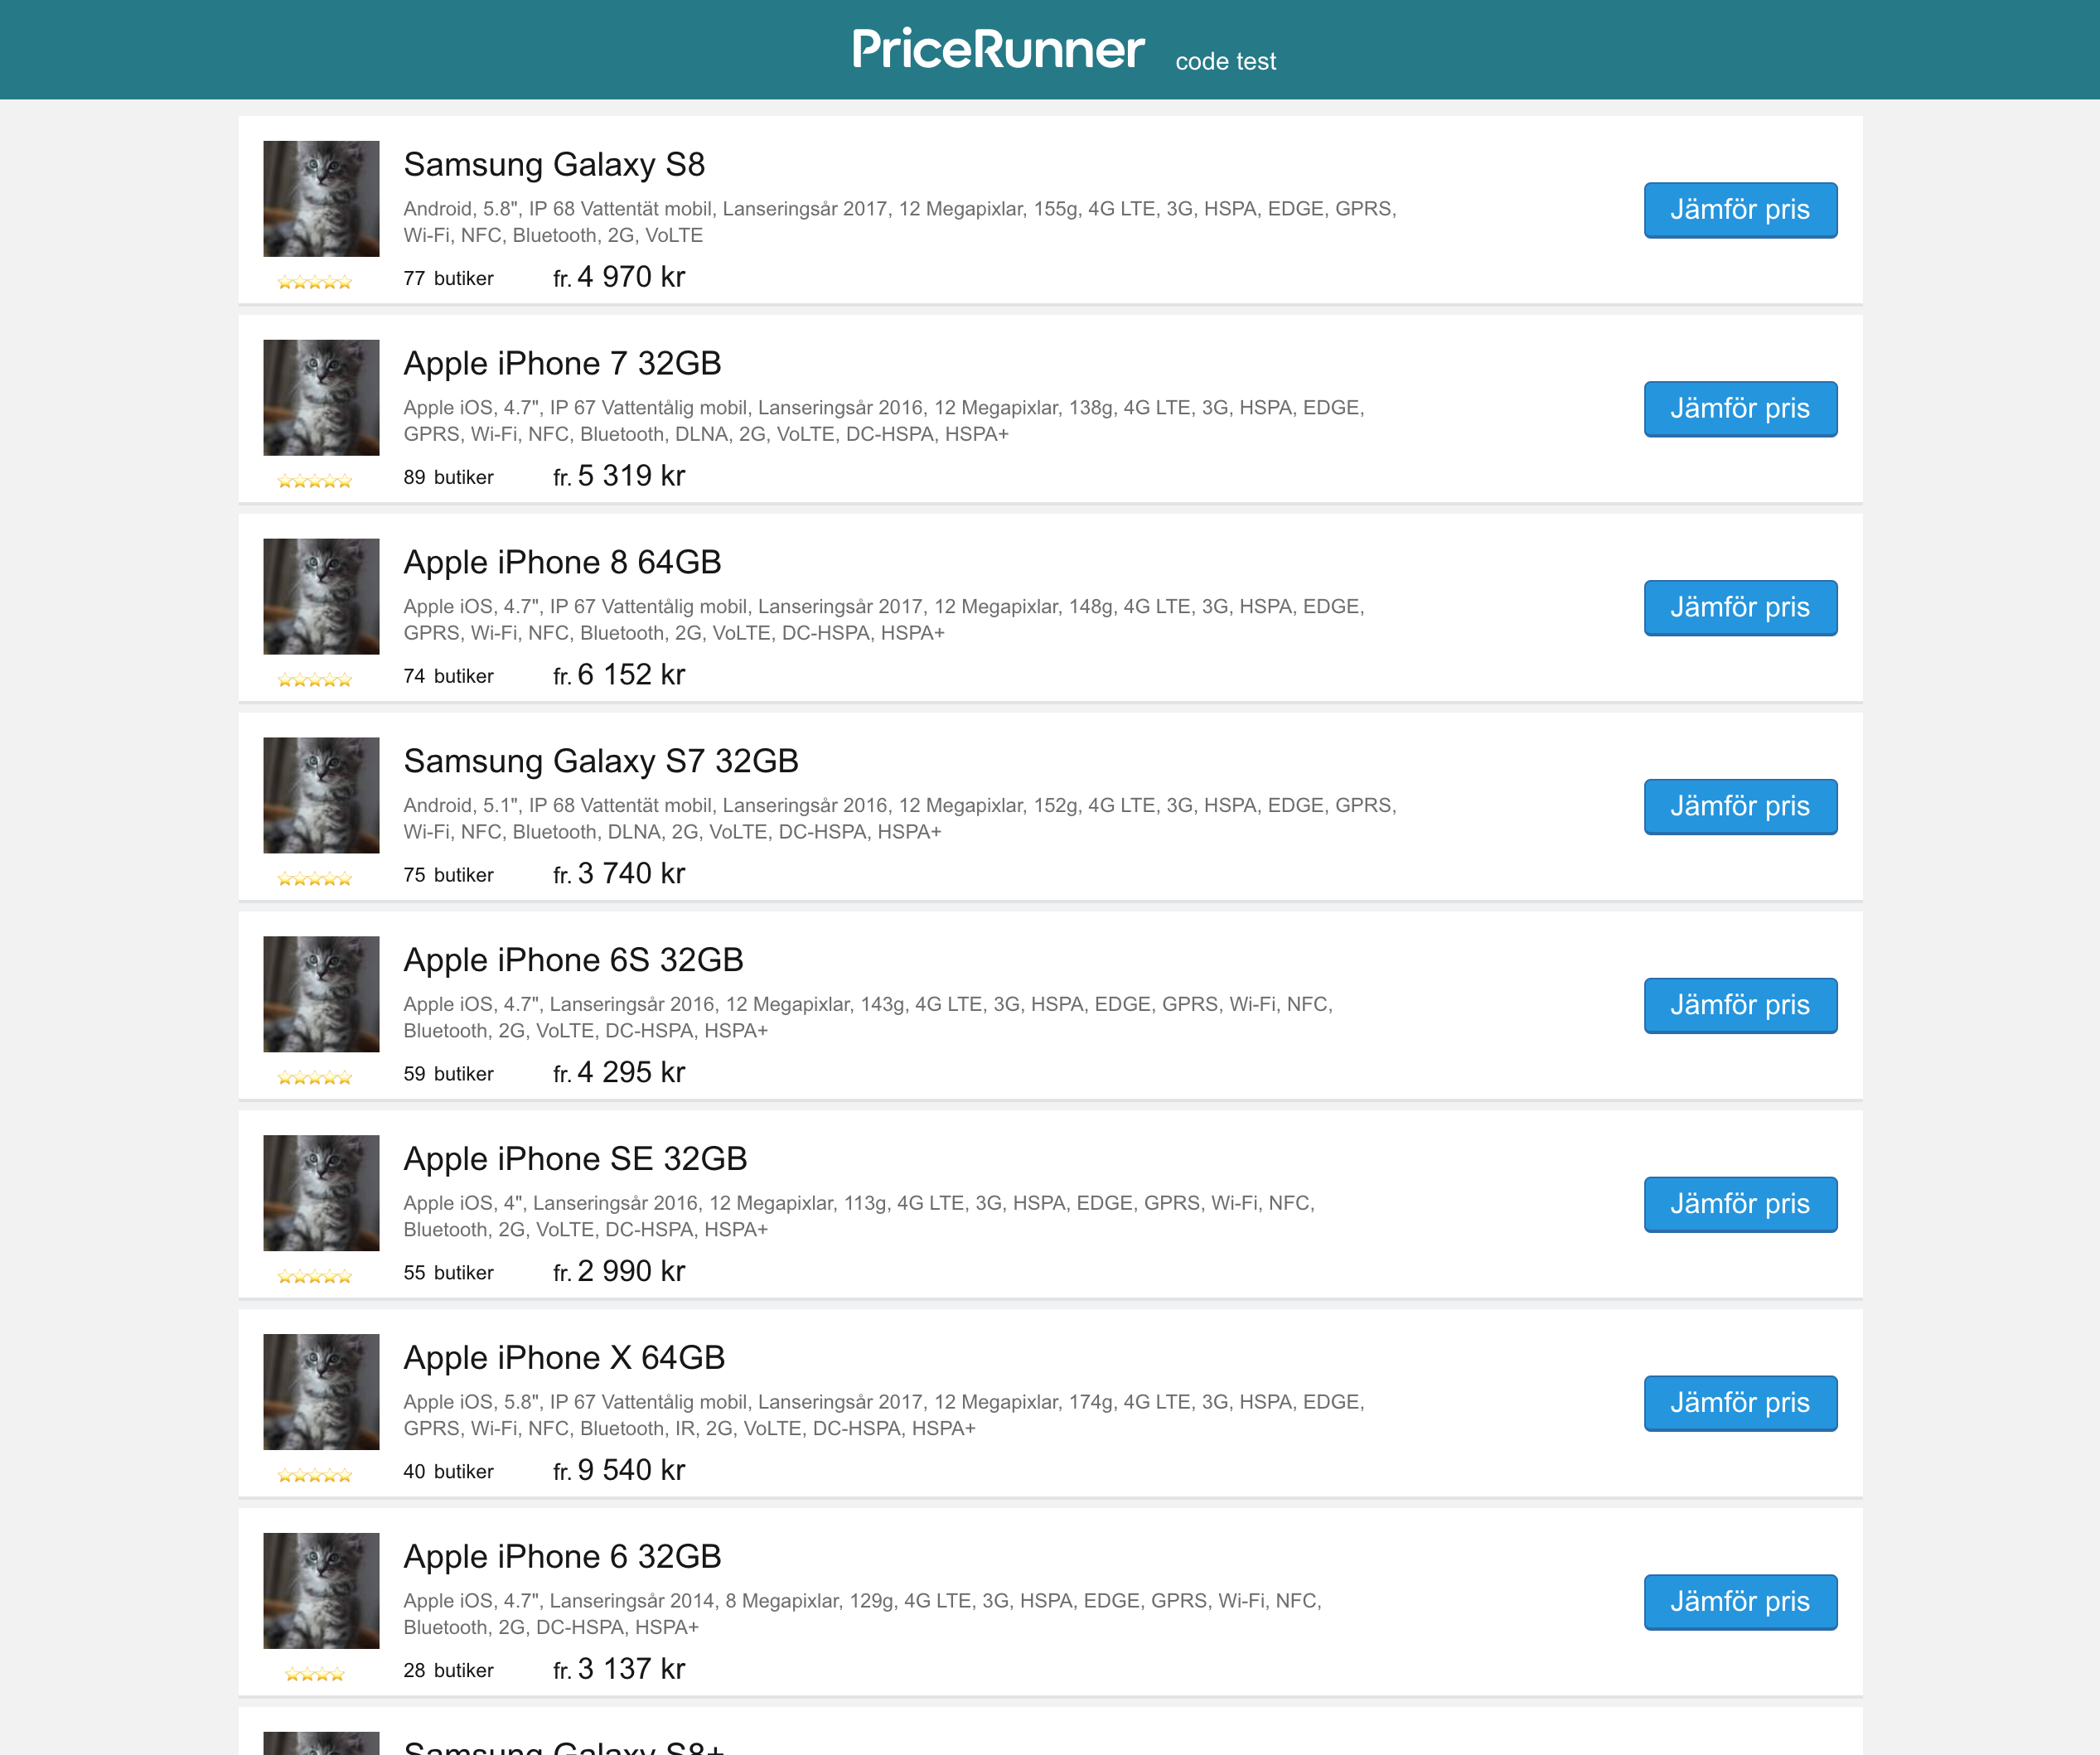 PriceRunner code test
Samsung Galaxy S8
Android, 5.8", IP 68 Vattentät mobil, Lanseringsår 2017, 12 Megapixlar, 155g, 4G LTE, 3G, HSPA, EDGE, GPRS,
Wi-Fi, NFC, Bluetooth, 2G, VoLTE
77 butiker fr. 4 970 kr
Jämför pris
Apple iPhone 7 32GB
Apple iOS, 4.7", IP 67 Vattentålig mobil, Lanseringsår 2016, 12 Megapixlar, 138g, 4G LTE, 3G, HSPA, EDGE,
GPRS, Wi-Fi, NFC, Bluetooth, DLNA, 2G, VoLTE, DC-HSPA, HSPA+
89 butiker fr. 5 319 kr
Jämför pris
Apple iPhone 8 64GB
Apple iOS, 4.7", IP 67 Vattentålig mobil, Lanseringsår 2017, 12 Megapixlar, 148g, 4G LTE, 3G, HSPA, EDGE,
GPRS, Wi-Fi, NFC, Bluetooth, 2G, VoLTE, DC-HSPA, HSPA+
74 butiker fr. 6 152 kr
Jämför pris
Samsung Galaxy S7 32GB
Android, 5.1", IP 68 Vattentät mobil, Lanseringsår 2016, 12 Megapixlar, 152g, 4G LTE, 3G, HSPA, EDGE, GPRS,
Wi-Fi, NFC, Bluetooth, DLNA, 2G, VoLTE, DC-HSPA, HSPA+
75 butiker fr. 3 740 kr
Jämför pris
Apple iPhone 6S 32GB
Apple iOS, 4.7", Lanseringsår 2016, 12 Megapixlar, 143g, 4G LTE, 3G, HSPA, EDGE, GPRS, Wi-Fi, NFC,
Bluetooth, 2G, VoLTE, DC-HSPA, HSPA+
59 butiker fr. 4 295 kr
Jämför pris
Apple iPhone SE 32GB
Apple iOS, 4", Lanseringsår 2016, 12 Megapixlar, 113g, 4G LTE, 3G, HSPA, EDGE, GPRS, Wi-Fi, NFC,
Bluetooth, 2G, VoLTE, DC-HSPA, HSPA+
55 butiker fr. 2 990 kr
Jämför pris
Apple iPhone X 64GB
Apple iOS, 5.8", IP 67 Vattentålig mobil, Lanseringsår 2017, 12 Megapixlar, 174g, 4G LTE, 3G, HSPA, EDGE,
GPRS, Wi-Fi, NFC, Bluetooth, IR, 2G, VoLTE, DC-HSPA, HSPA+
40 butiker fr. 9 540 kr
Jämför pris
Apple iPhone 6 32GB
Apple iOS, 4.7", Lanseringsår 2014, 8 Megapixlar, 129g, 4G LTE, 3G, HSPA, EDGE, GPRS, Wi-Fi, NFC,
Bluetooth, 2G, DC-HSPA, HSPA+
28 butiker fr. 3 137 kr
Jämför pris
Samsung Galaxy S8+